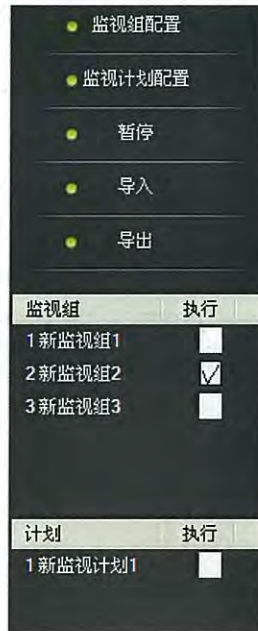 监视组配置
监视计划配置
暂停
导入
导出
监视组 执行
1 新监视组1
2 新监视组2
3 新监视组3
计划 执行
1 新监视计划1